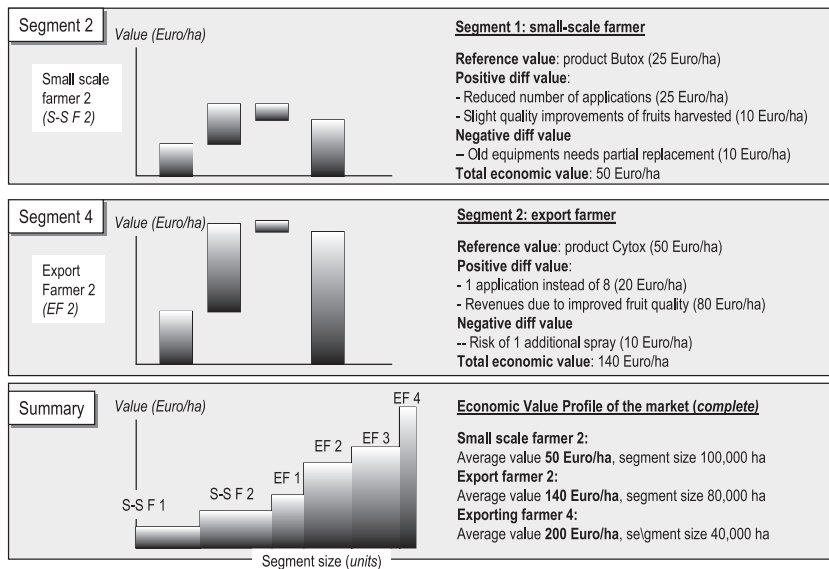 Segment 2
Value (Euro/ha)
Small scale
farmer 2
(S-S F 2)
Segment 1: small-scale farmer
Reference value: product Butox (25 Euro/ha)
Positive diff value:
- Reduced number of applications (25 Euro/ha)
- Slight quality improvements of fruits harvested (10 Euro/ha)
Negative diff value
– Old equipments needs partial replacement (10 Euro/ha)
Total economic value: 50 Euro/ha
Segment 4
Value (Euro/ha)
Export
Farmer 2
(EF 2)
Segment 2: export farmer
Reference value: product Cytox (50 Euro/ha)
Positive diff value:
- 1 application instead of 8 (20 Euro/ha)
- Revenues due to improved fruit quality (80 Euro/ha)
Negative diff value
-- Risk of 1 additional spray (10 Euro/ha)
Total economic value: 140 Euro/ha
Summary
Value (Euro/ha)
S-S F 1
S-S F 2
EF 1
EF 2
EF 3
EF 4
Segment size (units)
Economic Value Profile of the market (complete)
Small scale farmer 2:
Average value 50 Euro/ha, segment size 100,000 ha
Export farmer 2:
Average value 140 Euro/ha, segment size 80,000 ha
Exporting farmer 4:
Average value 200 Euro/ha, se\gment size 40,000 ha